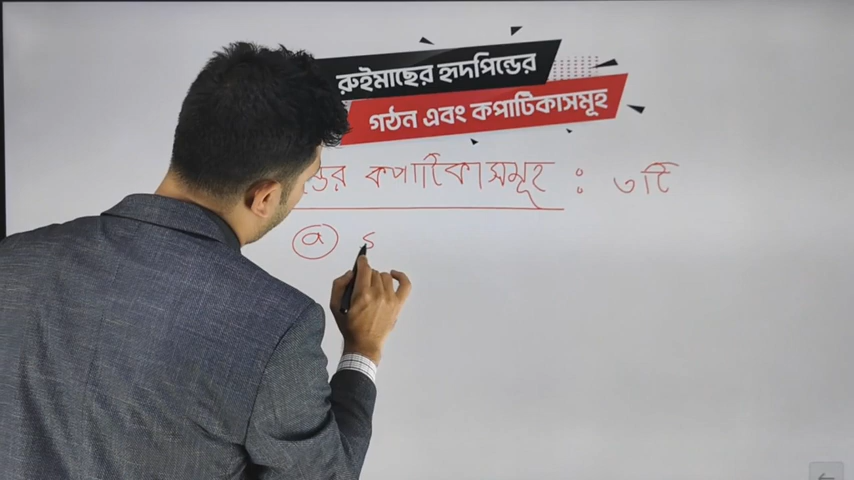 রুইমাছের হৃদপিন্ডের
গঠন এবং কপাটিকাসমূহ
কপাটিকাসমূহ : ৩টি
a s